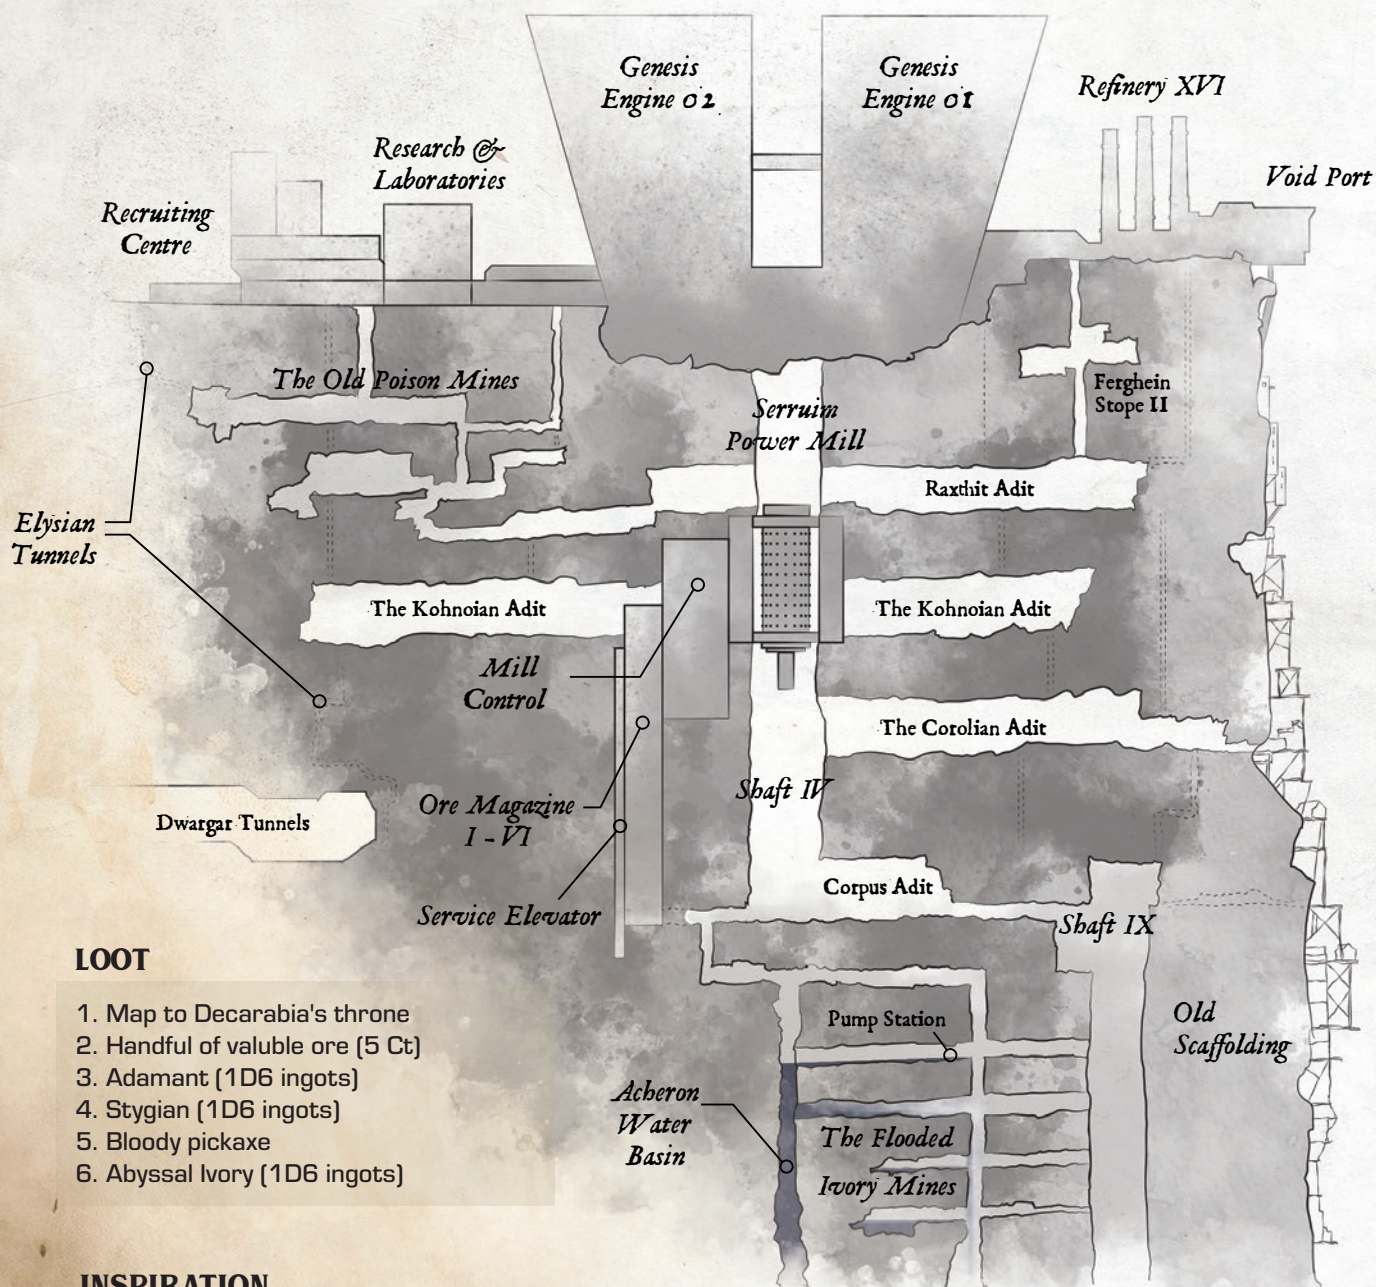 Genesis
Engine 02
Genesis
Engine 01
Refinery XVI
Research &
Laboratories
Void Port
Recruiting
Centre
The Old Poison Mines
Ferghein
Stope II
Serruim
Power Mill
Raxthit Adit
Elysian
Tunnels
The Kohnoian Adit
The Kohnoian Adit
Mill
Control
The Corolian Adit
Shaft IV
Ore Magazine
I - VI
Dwargar Tunnels
Corpus Adit
Service Elevator
Shaft IX
LOOT
1. Map to Decarabia's throne
2. Handful of valuble ore (5 Ct)
3. Adamant (1D6 ingots)
4. Stygian (1D6 ingots)
5. Bloody pickaxe
6. Abyssal Ivory (1D6 ingots)
Pump Station
Old
Scaffolding
Acheron
Water
Basin
The Flooded
Ivory Mines
INSPIRATION